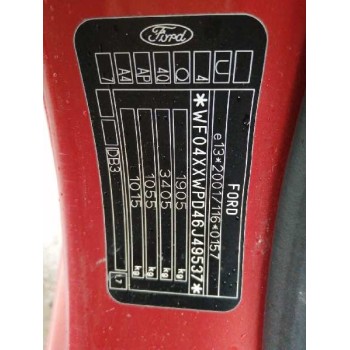 Ford
FORD
e13*2001/116*0157
*WF04XXWPD46J49537*
1905 kg
3405 kg
1055 kg
1015 kg
DB3
U
4
O
40
AP
A4
7